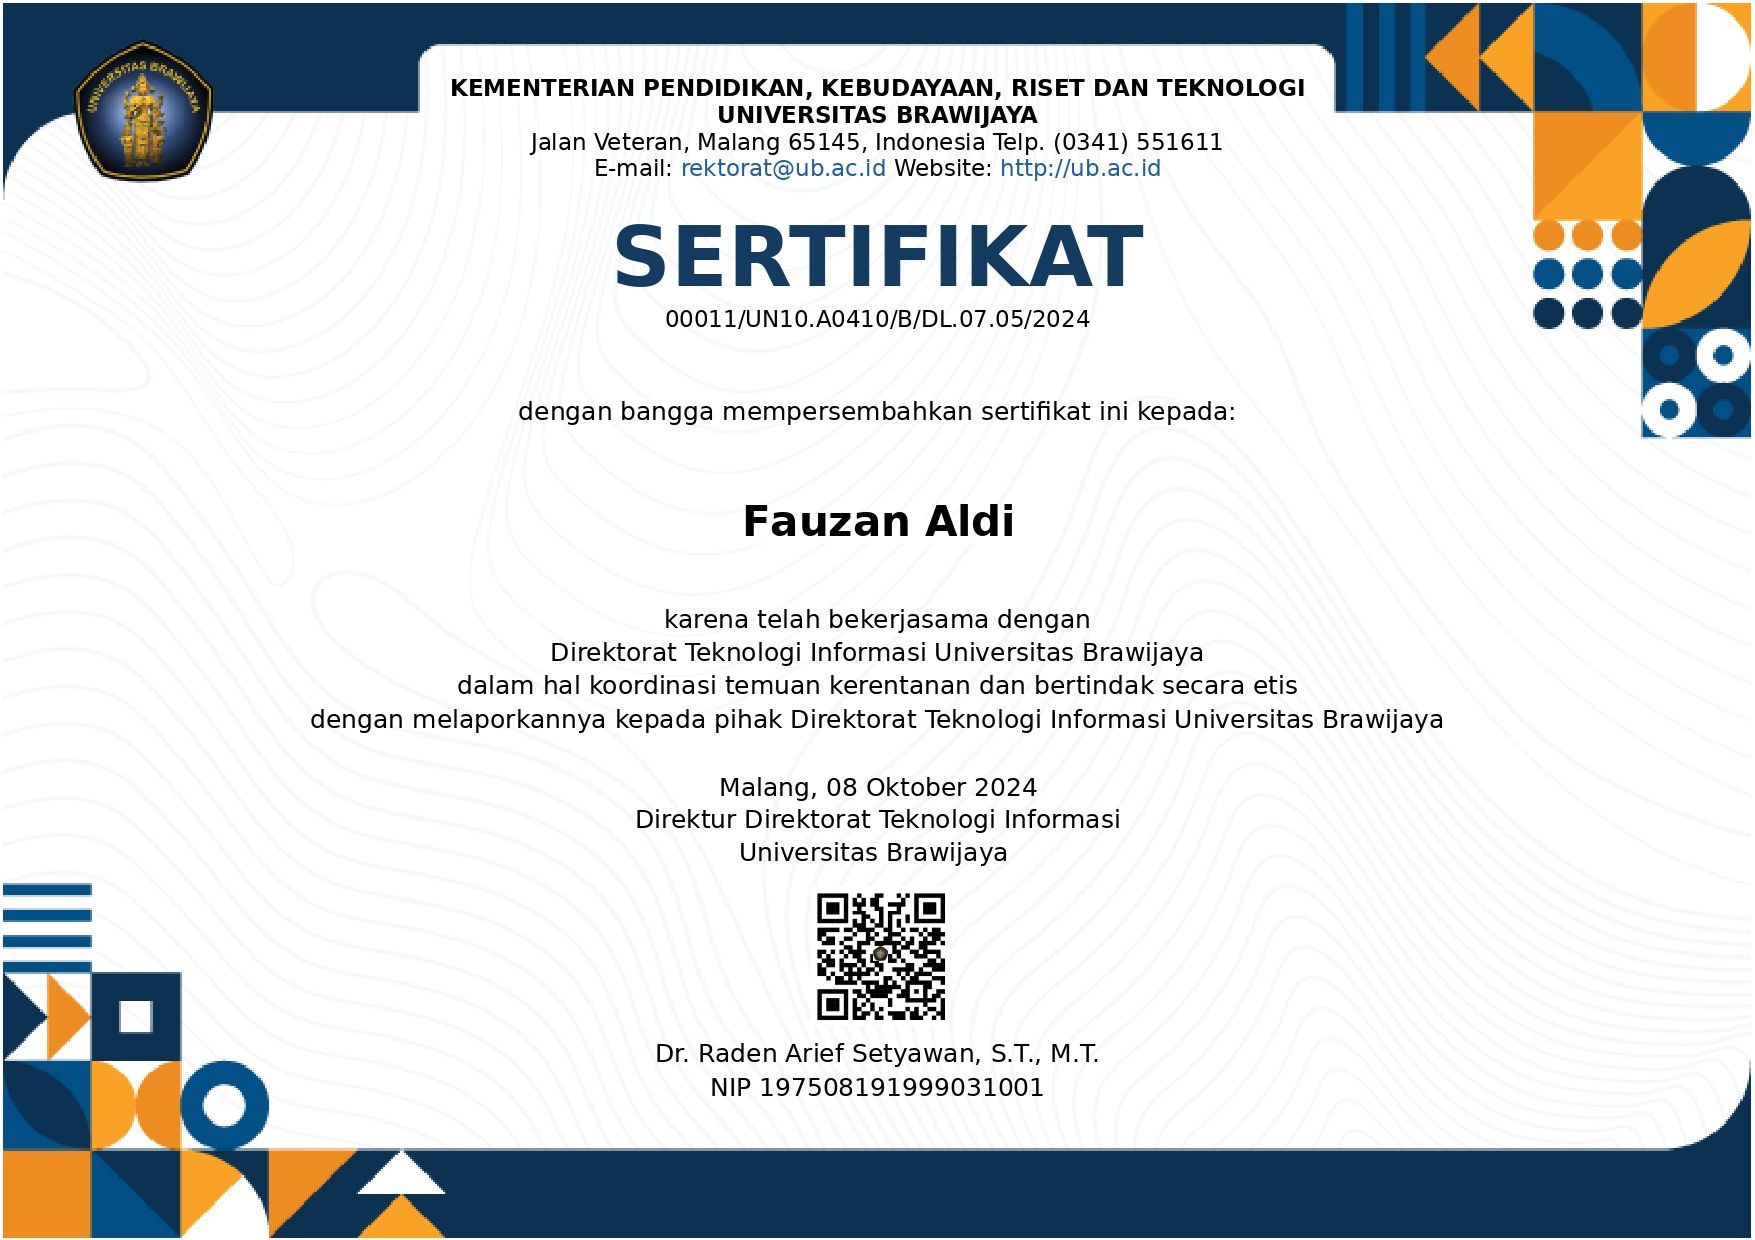 UNIVERSITAS BRAWIJAYA
KEMENTERIAN PENDIDIKAN, KEBUDAYAAN, RISET DAN TEKNOLOGI
UNIVERSITAS BRAWIJAYA
Jalan Veteran, Malang 65145, Indonesia Telp. (0341) 551611
E-mail: rektorat@ub.ac.id Website: http://ub.ac.id
SERTIFIKAT
00011/UN10.A0410/B/DL.07.05/2024
dengan bangga mempersembahkan sertifikat ini kepada:
Fauzan Aldi
karena telah bekerjasama dengan
Direktorat Teknologi Informasi Universitas Brawijaya
dalam hal koordinasi temuan kerentanan dan bertindak secara etis
dengan melaporkannya kepada pihak Direktorat Teknologi Informasi Universitas Brawijaya
Malang, 08 Oktober 2024
Direktur Direktorat Teknologi Informasi
Universitas Brawijaya
Dr. Raden Arief Setyawan, S.T., M.T.
NIP 197508191999031001